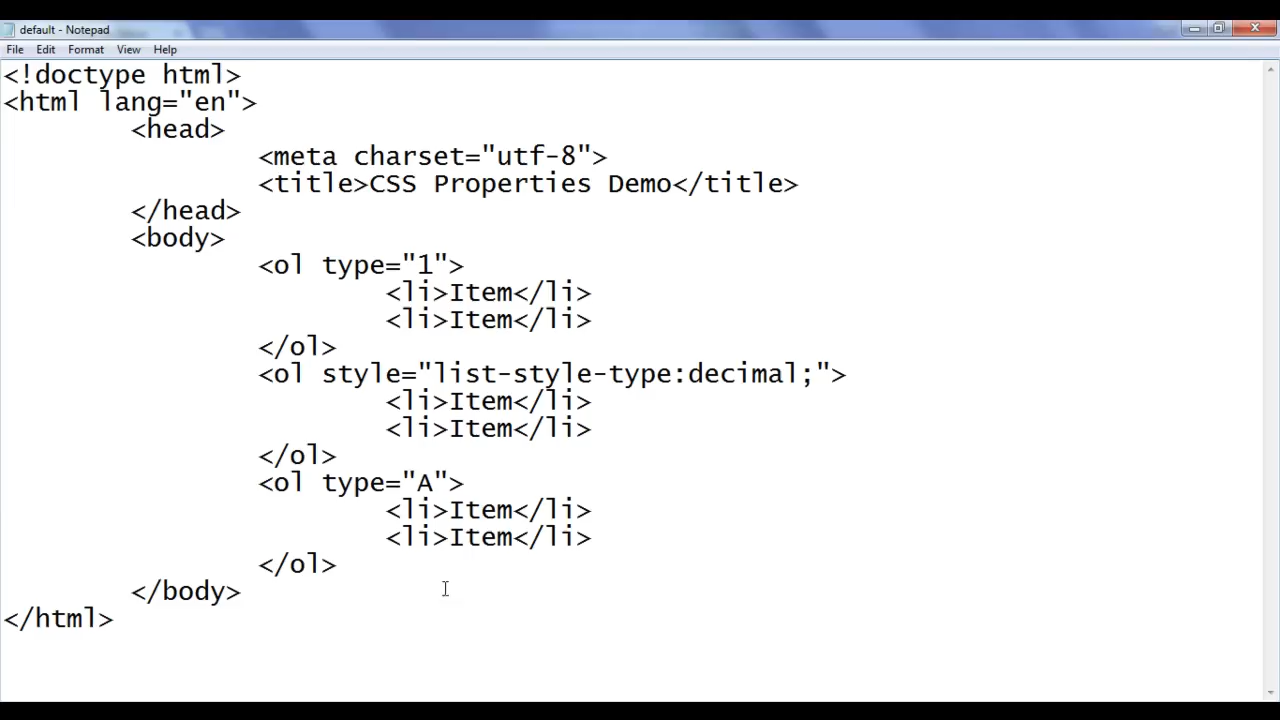 default - Notepad
File Edit Format View Help
<!doctype html>
<html lang="en">
<head>
<meta charset="utf-8">
<title>CSS Properties Demo</title>
</head>
<body>
<ol type="1">
<li>Item</li>
<li>Item</li>
</ol>
<ol style="list-style-type:decimal;">
<li>Item</li>
<li>Item</li>
</ol>
<ol type="A">
<li>Item</li>
<li>Item</li>
</ol>
</body>
</html>